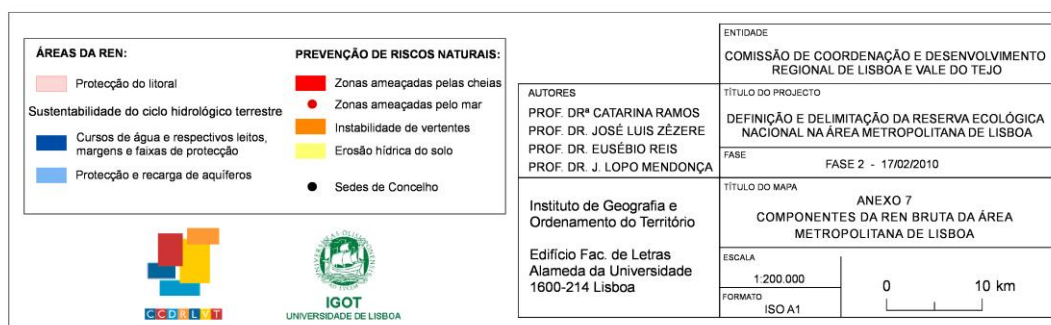 ÁREAS DA REN:
Protecção do litoral
Sustentabilidade do ciclo hidrológico terrestre
Cursos de água e respectivos leitos,
margens e faixas de protecção
Protecção e recarga de aquíferos
PREVENÇÃO DE RISCOS NATURAIS:
Zonas ameaçadas pelas cheias
Zonas ameaçadas pelo mar
Instabilidade de vertentes
Erosão hídrica do solo
Sedes de Concelho
CCDRLVT
IGOT
UNIVERSIDADE DE LISBOA
AUTORES
PROF. DRª CATARINA RAMOS
PROF. DR. JOSÉ LUIS ZÊZERE
PROF. DR. EUSÉBIO REIS
PROF. DR. J. LOPO MENDONÇA
Instituto de Geografia e
Ordenamento do Território
Edifício Fac. de Letras
Alameda da Universidade
1600-214 Lisboa
ENTIDADE
COMISSÃO DE COORDENAÇÃO E DESENVOLVIMENTO
REGIONAL DE LISBOA E VALE DO TEJO
TÍTULO DO PROJECTO
DEFINIÇÃO E DELIMITAÇÃO DA RESERVA ECOLÓGICA
NACIONAL NA ÁREA METROPOLITANA DE LISBOA
FASE
FASE 2 - 17/02/2010
TÍTULO DO MAPA
ANEXO 7
COMPONENTES DA REN BRUTA DA ÁREA
METROPOLITANA DE LISBOA
ESCALA
1:200.000
FORMATO
ISO A1
0 10 km